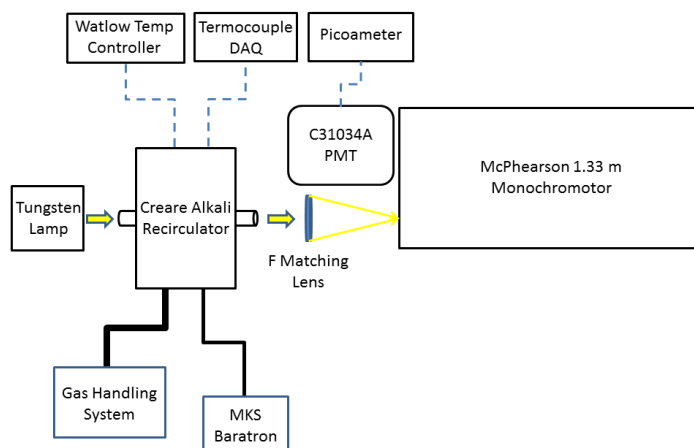 Watlow Temp
Controller
Termocouple
DAQ
Picoameter
C31034A
PMT
McPhearson 1.33 m
Monochromotor
Tungsten
Lamp
Creare Alkali
Recirculator
F Matching
Lens
Gas Handling
System
MKS
Baratron